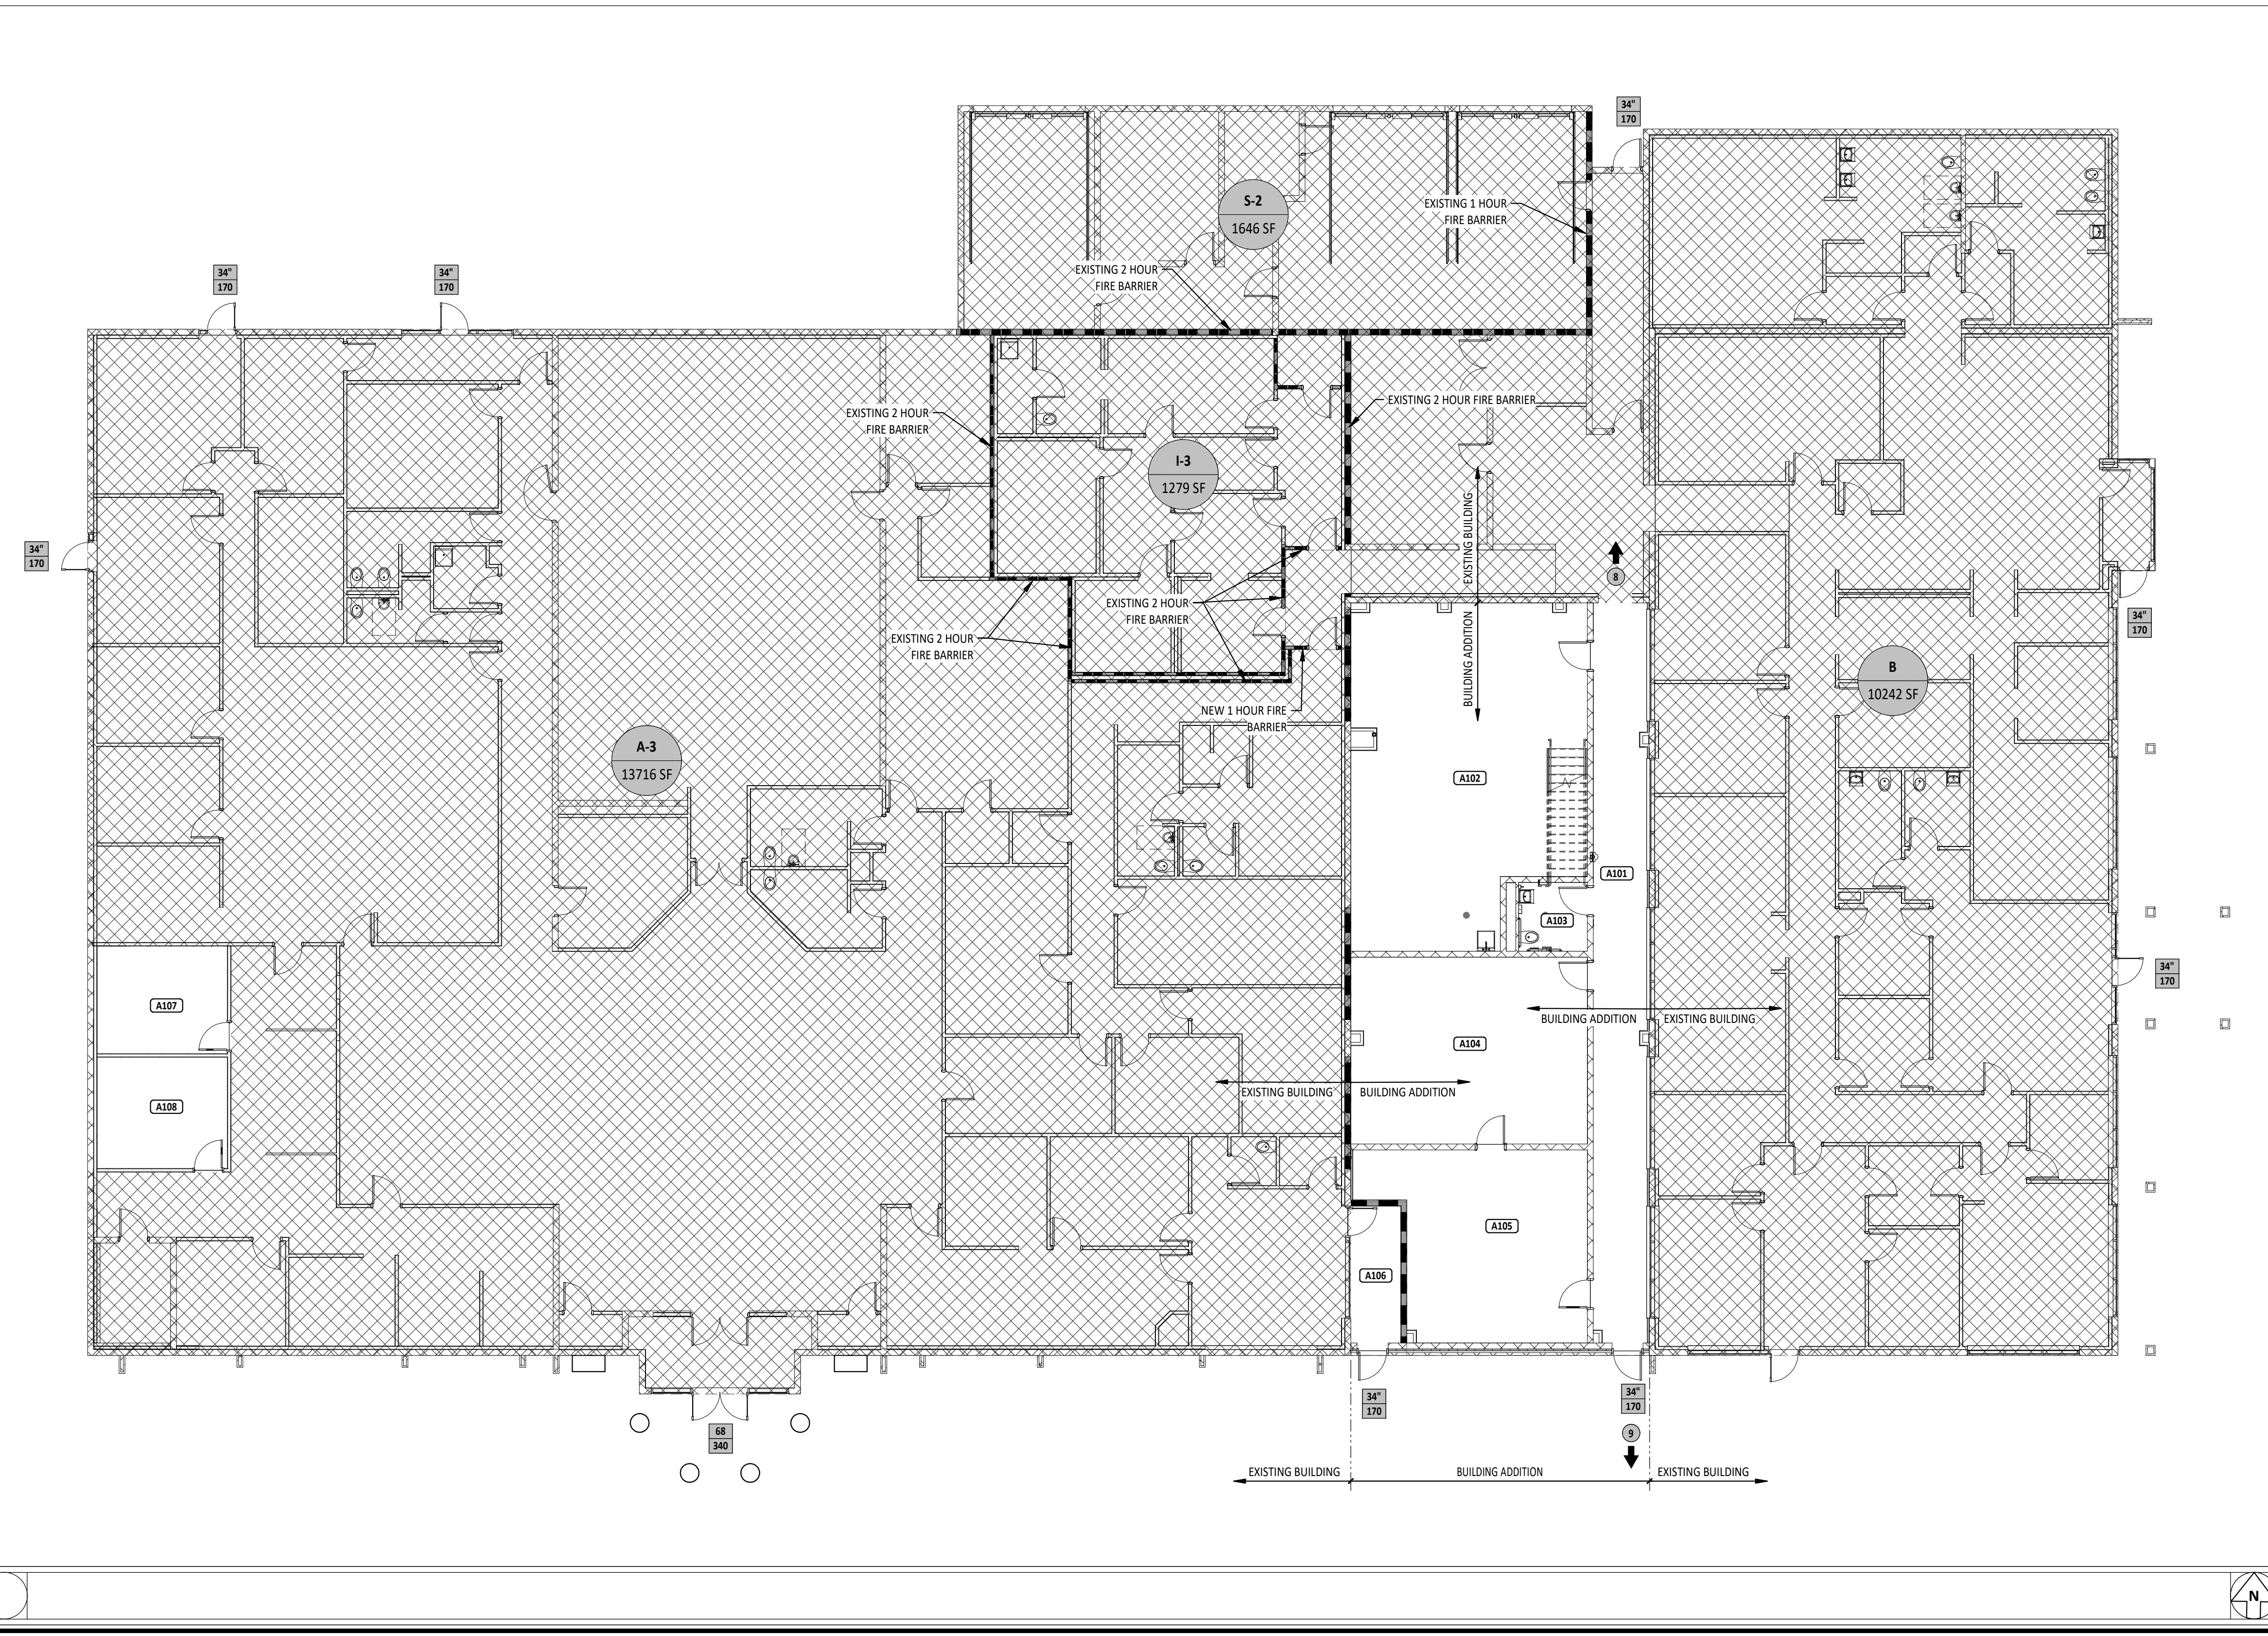 34"
170
S-2
1646 SF
EXISTING 1 HOUR
FIRE BARRIER
EXISTING 2 HOUR
FIRE BARRIER
34"
170
34"
170
EXISTING 2 HOUR
FIRE BARRIER
EXISTING 2 HOUR FIRE BARRIER
I-3
1279 SF
EXISTING BUILDING
BUILDING ADDITION
34"
170
8
EXISTING 2 HOUR
FIRE BARRIER
EXISTING 2 HOUR
FIRE BARRIER
34"
170
B
10242 SF
NEW 1 HOUR FIRE
BARRIER
A-3
13716 SF
A102
A101
A103
34"
170
A107
BUILDING ADDITION
EXISTING BUILDING
A104
EXISTING BUILDING
BUILDING ADDITION
A108
A105
A106
34"
170
34"
170
68
340
9
EXISTING BUILDING
BUILDING ADDITION
EXISTING BUILDING
N